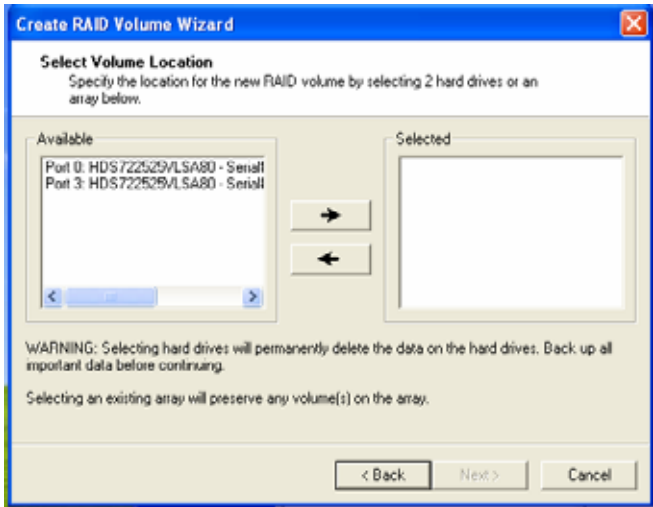 Create RAID Volume Wizard
Select Volume Location
Specify the location for the new RAID volume by selecting 2 hard drives or an
array below.
Available
Selected
Port 0: HDS722525VLSA80 - Serial
Port 3: HDS722525VLSA80 - Serial
WARNING: Selecting hard drives will permanently delete the data on the hard drives. Back up all
important data before continuing.
Selecting an existing array will preserve any volume(s) on the array.
< Back
Next >
Cancel